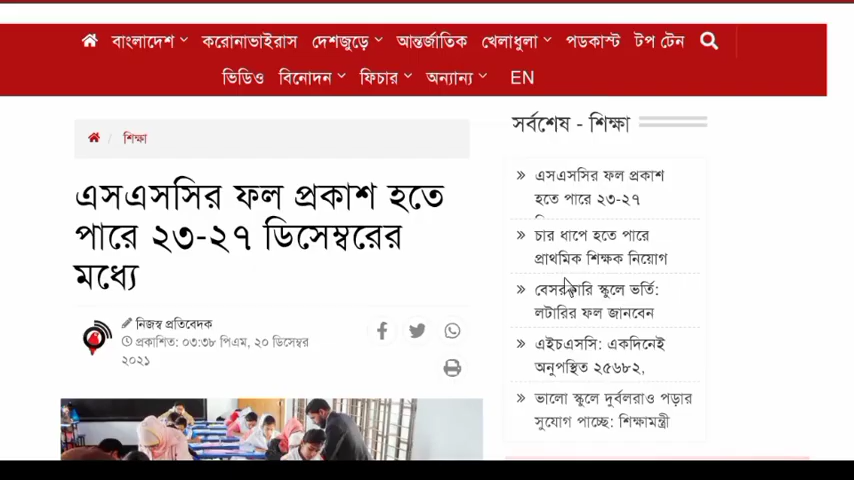 বাংলাদেশ করোনাভাইরাস দেশজুড়ে আন্তর্জাতিক খেলাধুলা পডকাস্ট টপ টেন
ভিডিও বিনোদন ফিচার অন্যান্য EN
শিক্ষা
এসএসসির ফল প্রকাশ হতে
পারে ২৩-২৭ ডিসেম্বরের
মধ্যে
নিজস্ব প্রতিবেদক
প্রকাশিত: ০৩:৩৮ পিএম, ২০ ডিসেম্বর
২০২১
সর্বশেষ - শিক্ষা
এসএসসির ফল প্রকাশ
হতে পারে ২৩-২৭
চার ধাপে হতে পারে
প্রাথমিক শিক্ষক নিয়োগ
বেসরকারি স্কুলে ভর্তি:
লটারির ফল জানবেন
এইচএসসি: একদিনেই
অনুপস্থিত ২৫৬৮২,
ভালো স্কুলে দুর্বলরাও পড়ার
সুযোগ পাচ্ছে: শিক্ষামন্ত্রী